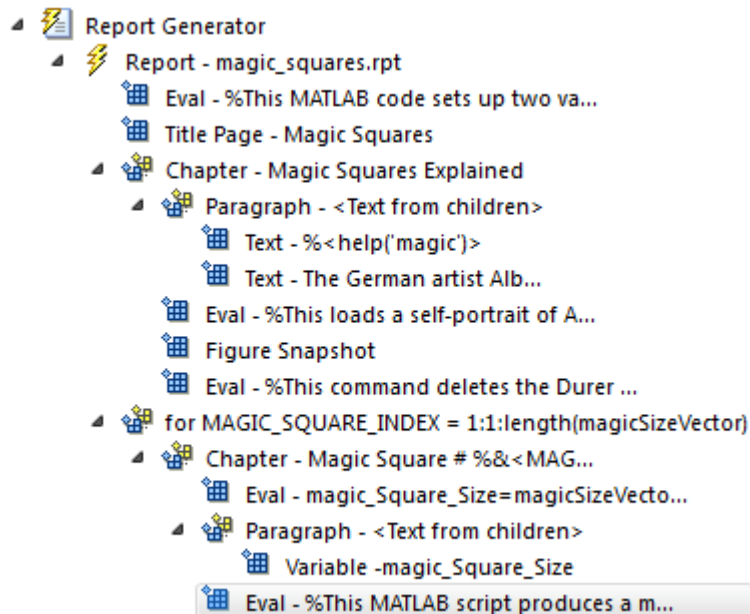 Report Generator
Report - magic_squares.rpt
Eval - %This MATLAB code sets up two va...
Title Page - Magic Squares
Chapter - Magic Squares Explained
Paragraph - <Text from children>
Text - %<help('magic')>
Text - The German artist Alb...
Eval - %This loads a self-portrait of A...
Figure Snapshot
Eval - %This command deletes the Durer ...
for MAGIC_SQUARE_INDEX = 1:1:length(magicSizeVector)
Chapter - Magic Square # %&<MAG...
Eval - magic_Square_Size=magicSizeVecto...
Paragraph - <Text from children>
Variable -magic_Square_Size
Eval - %This MATLAB script produces a m...